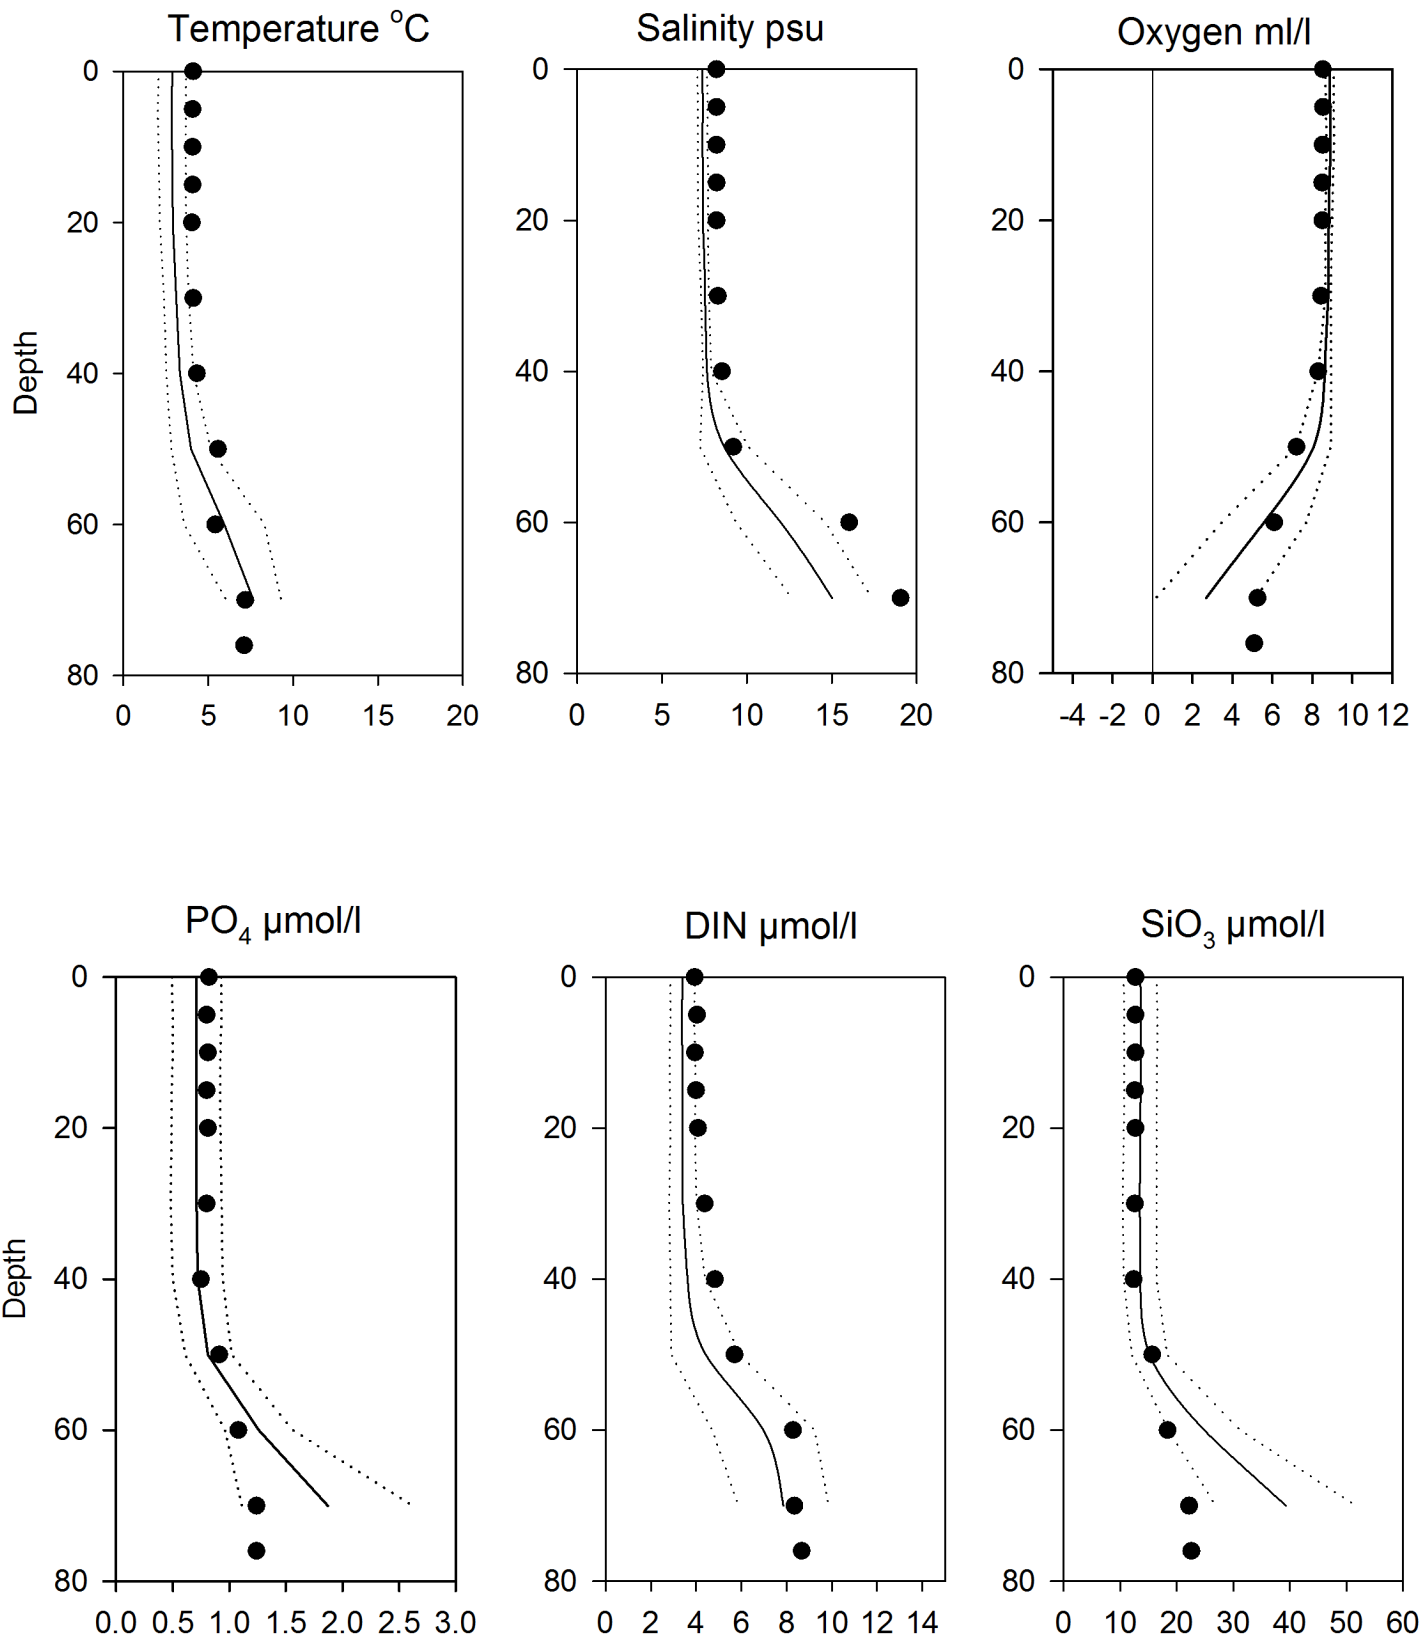 Temperature °C
Salinity psu
Oxygen ml/l
0
20
40
60
80
Depth
0 5 10 15 20
0
20
40
60
80
0 5 10 15 20
0
20
40
60
80
-4 -2 0 2 4 6 8 10 12
PO4 µmol/l
DIN µmol/l
SiO3 µmol/l
0
20
40
60
80
Depth
0.0 0.5 1.0 1.5 2.0 2.5 3.0
0
20
40
60
80
0 2 4 6 8 10 12 14
0
20
40
60
80
0 10 20 30 40 50 60